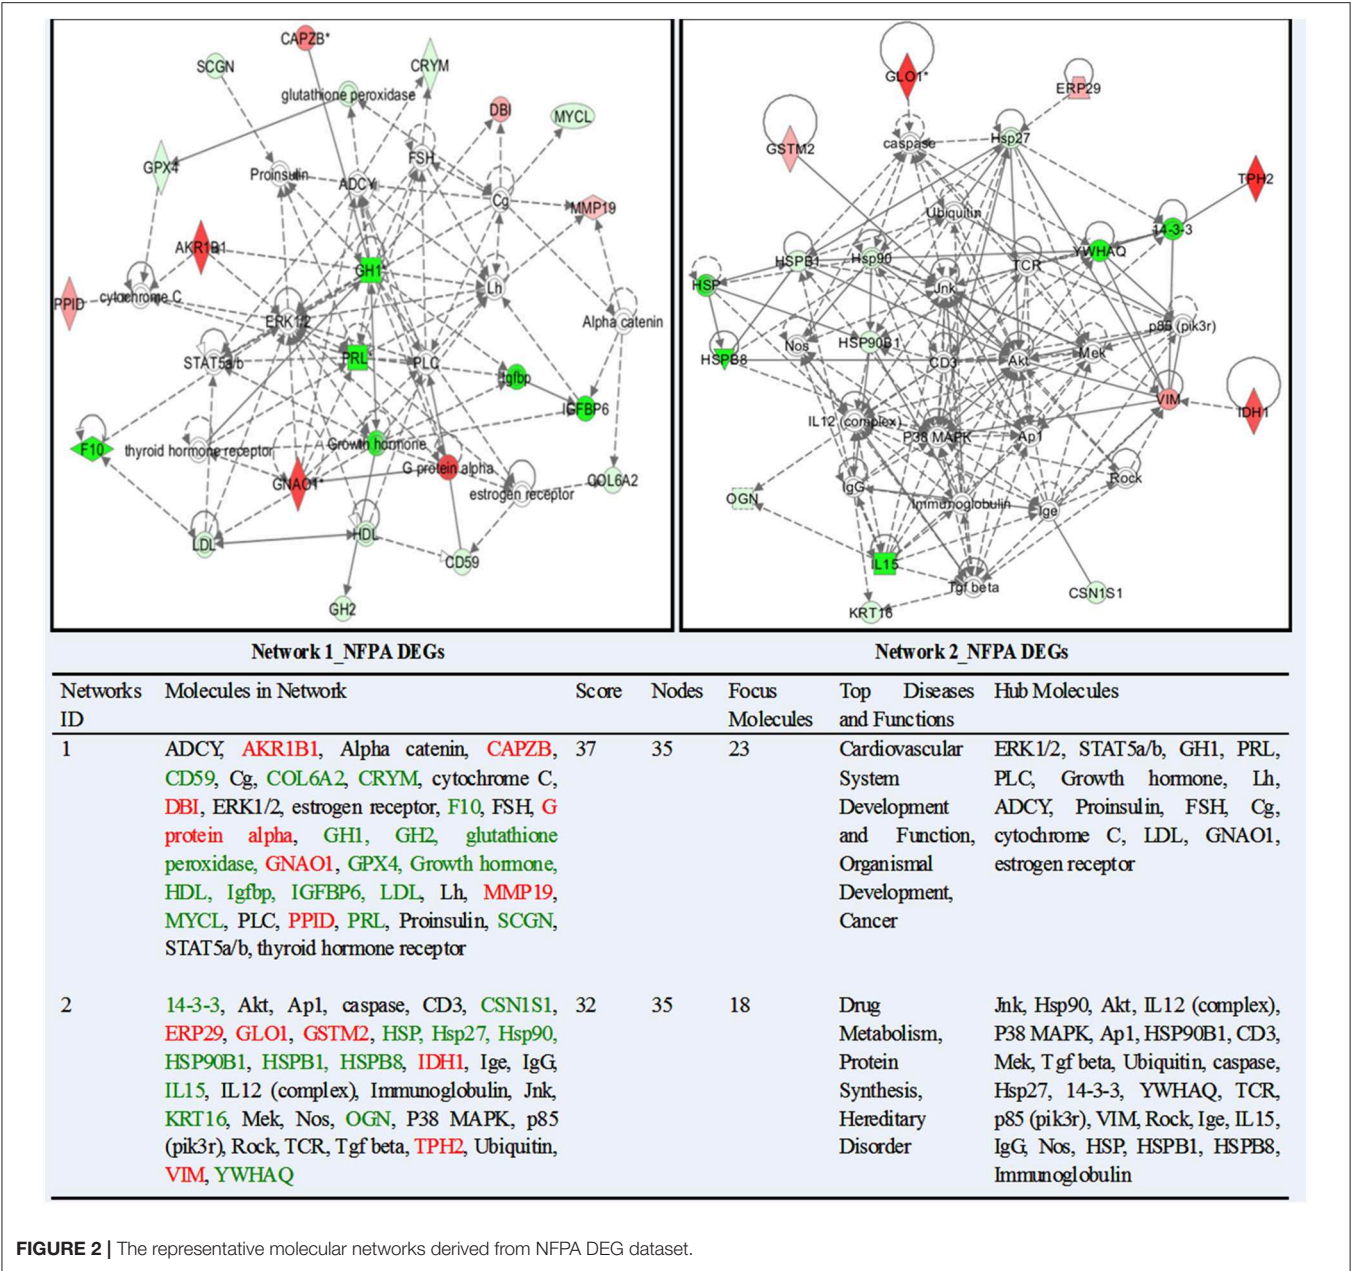 CAPZB*
SCGN
CRYM
glutathione peroxidase
DBI
MYCL
FSH
GPX4
Proinsulin
ADCY
Cg
MMP19
AKR1B1
GH1
Lh
PPID
cytochrome C
ERK1/2
Alpha catenin
STAT5a/b
PRL*
PLC
Igfbp
IGFBP6
F10
thyroid hormone receptor
Growth hormone
G protein alpha
GNAO1*
estrogen receptor
COL6A2
LDL
HDL
CD59
GH2
GLO1*
ERP29
GSTM2
caspase
Hsp27
TPH2
Ubiquitin
14-3-3
YWHAQ
HSPB1
Hsp90
TCR
HSP
Jnk
p85 (pik3r)
Nos
HSP90B1
HSPB8
CD3
Akt
Mek
VIM
IDH1
IL12 (complex)
P38 MAPK
Ap1
Rock
IgG
OGN
Immunoglobulin
Ige
IL15
Tgf beta
CSN1S1
KRT16
Network 1_NFPA DEGs
Network 2_NFPA DEGs
Networks Molecules in Network Score Nodes Focus Top Diseases Hub Molecules
ID Molecules and Functions
1 ADCY, AKR1B1, Alpha catenin, CAPZB, 37 35 23 Cardiovascular ERK1/2, STAT5a/b, GH1, PRL,
CD59, Cg, COL6A2, CRYM, cytochrome C, System PLC, Growth hormone, Lh,
DBI, ERK1/2, estrogen receptor, F10, FSH, G Development ADCY, Proinsulin, FSH, Cg,
protein alpha, GH1, GH2, glutathione and Function, cytochrome C, LDL, GNAO1,
peroxidase, GNAO1, GPX4, Growth hormone, Organismal estrogen receptor
HDL, Igfbp, IGFBP6, LDL, Lh, MMP19, Development,
MYCL, PLC, PPID, PRL, Proinsulin, SCGN, Cancer
STAT5a/b, thyroid hormone receptor
2 14-3-3, Akt, Ap1, caspase, CD3, CSN1S1, 32 35 18 Drug Jnk, Hsp90, Akt, IL12 (complex),
ERP29, GLO1, GSTM2, HSP, Hsp27, Hsp90, Metabolism, P38 MAPK, Ap1, HSP90B1, CD3,
HSP90B1, HSPB1, HSPB8, IDH1, Ige, IgG, Protein Mek, Tgf beta, Ubiquitin, caspase,
IL15, IL12 (complex), Immunoglobulin, Jnk, Synthesis, Hsp27, 14-3-3, YWHAQ, TCR,
KRT16, Mek, Nos, OGN, P38 MAPK, p85 Hereditary p85 (pik3r), VIM, Rock, Ige, IL15,
(pik3r), Rock, TCR, Tgf beta, TPH2, Ubiquitin, Disorder IgG, Nos, HSP, HSPB1, HSPB8,
VIM, YWHAQ Immunoglobulin
FIGURE 2 | The representative molecular networks derived from NFPA DEG dataset.